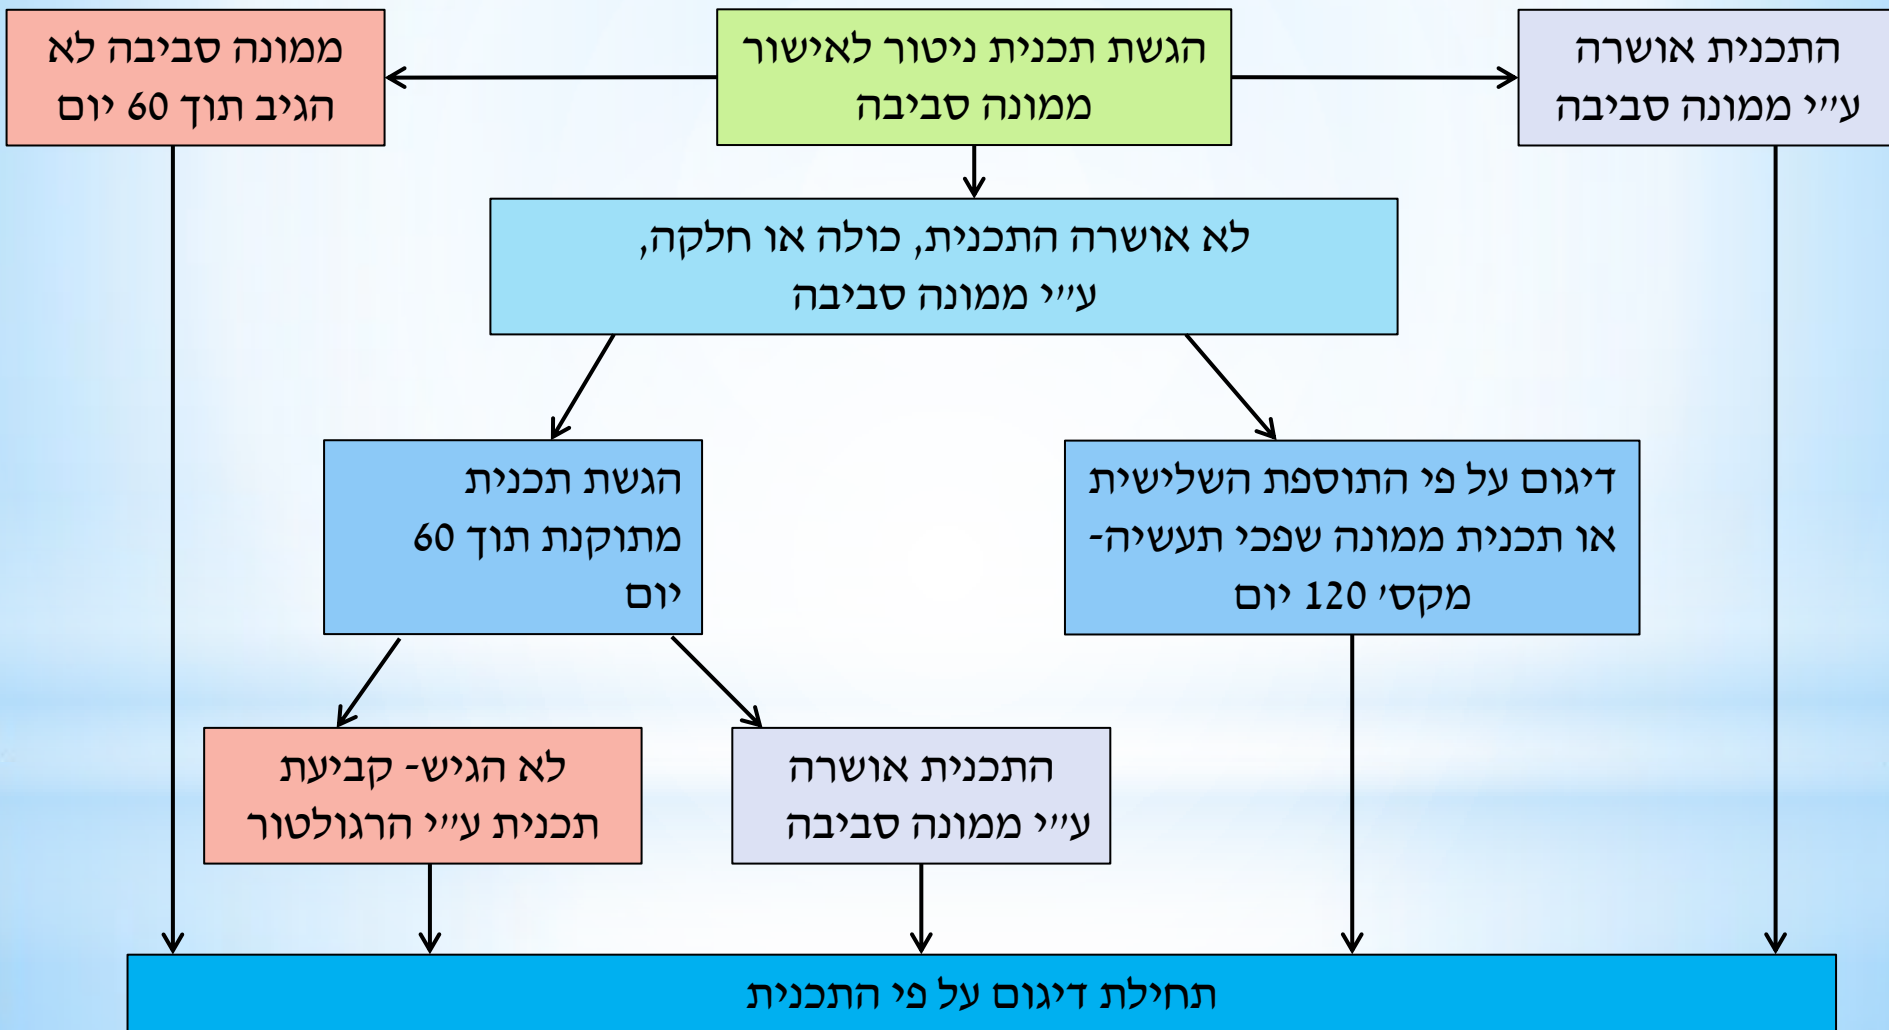 התכנית אושרה
ע״י ממונה סביבה
הגשת תכנית ניטור לאישור
ממונה סביבה
ממונה סביבה לא
הגיב תוך 60 יום
לא אושרה התכנית, כולה או חלקה,
ע״י ממונה סביבה
דיגום על פי התוספת השלישית
או תכנית ממונה שפכי תעשיה-
מקס׳ 120 יום
הגשת תכנית
מתוקנת תוך 60
יום
התכנית אושרה
ע״י ממונה סביבה
לא הגיש- קביעת
תכנית ע״י הרגולטור
תחילת דיגום על פי התכנית